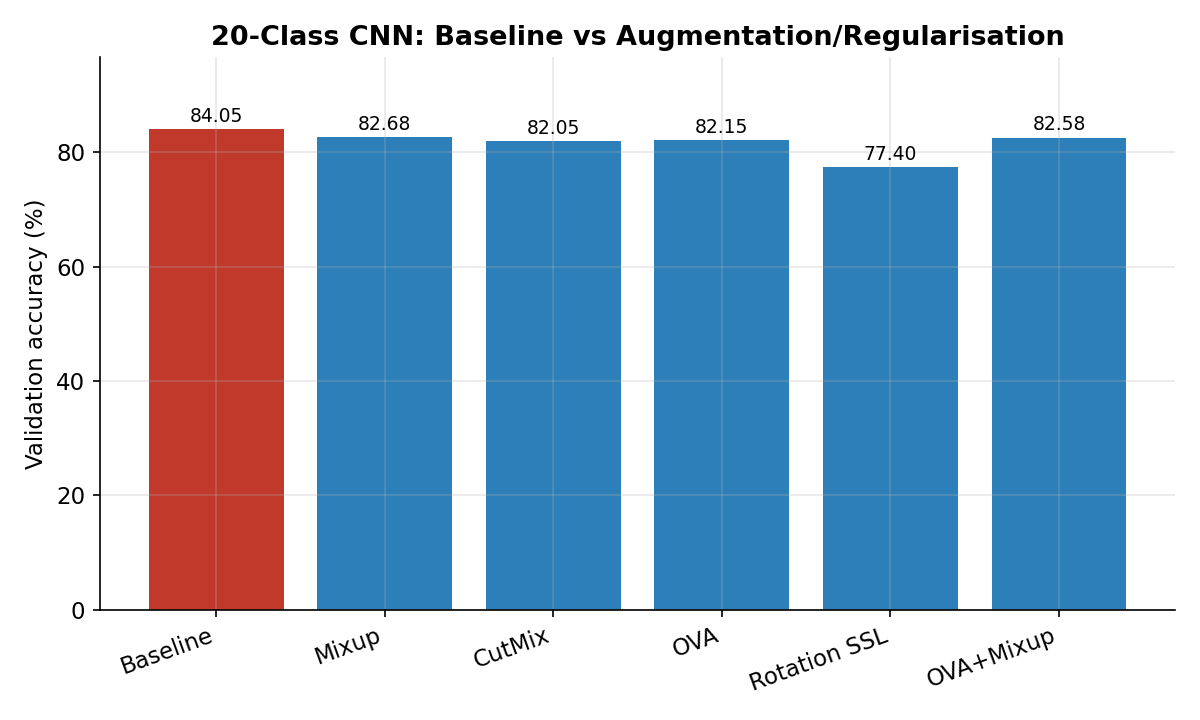 20-Class CNN: Baseline vs Augmentation/Regularisation
Validation accuracy (%)
80
60
40
20
0
84.05
82.68
82.05
82.15
77.40
82.58
Baseline
Mixup
CutMix
OVA
Rotation SSL
OVA+Mixup